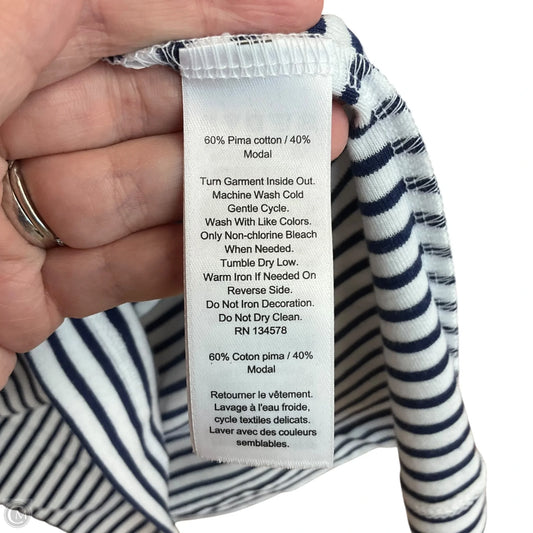 60% Pima cotton / 40%
Modal
Turn Garment Inside Out.
Machine Wash Cold
Gentle Cycle.
Wash With Like Colors.
Only Non-chlorine Bleach
When Needed.
Tumble Dry Low.
Warm Iron If Needed On
Reverse Side.
Do Not Iron Decoration.
Do Not Dry Clean.
RN 134578
60% Coton pima / 40%
Modal
Retourner le vêtement.
Lavage à l'eau froide,
cycle textiles delicats.
Laver avec des couleurs
semblables.
M